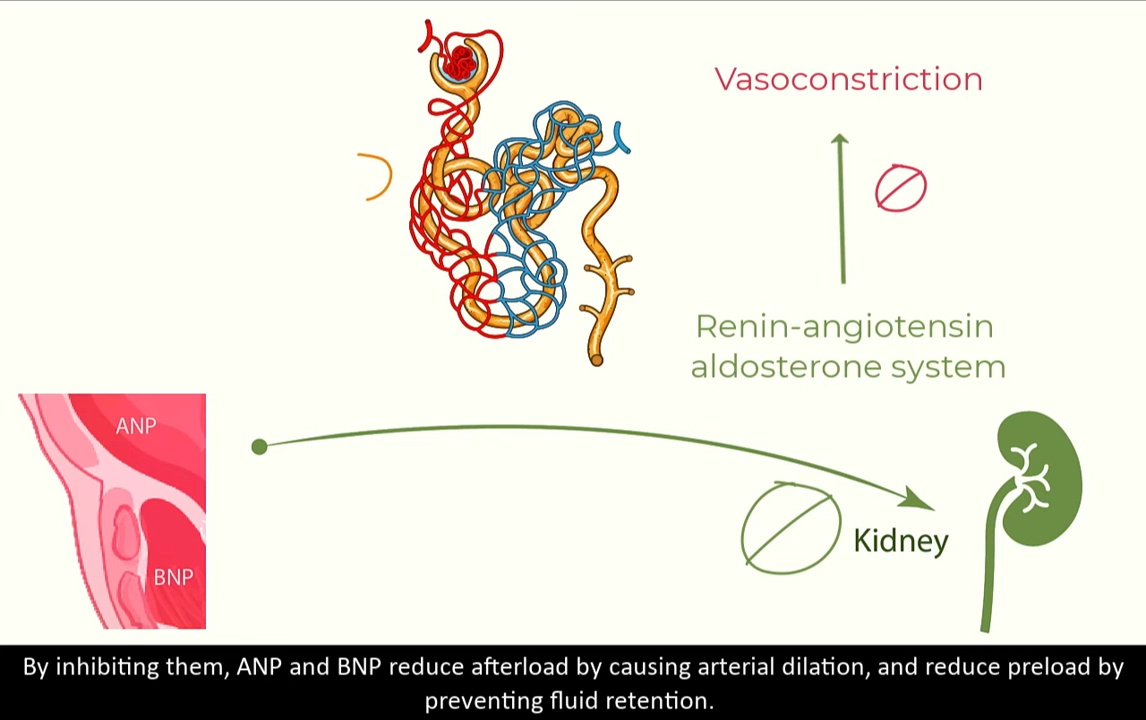 Vasoconstriction
Renin-angiotensin
aldosterone system
ANP
BNP
Kidney
By inhibiting them, ANP and BNP reduce afterload by causing arterial dilation, and reduce preload by
preventing fluid retention.